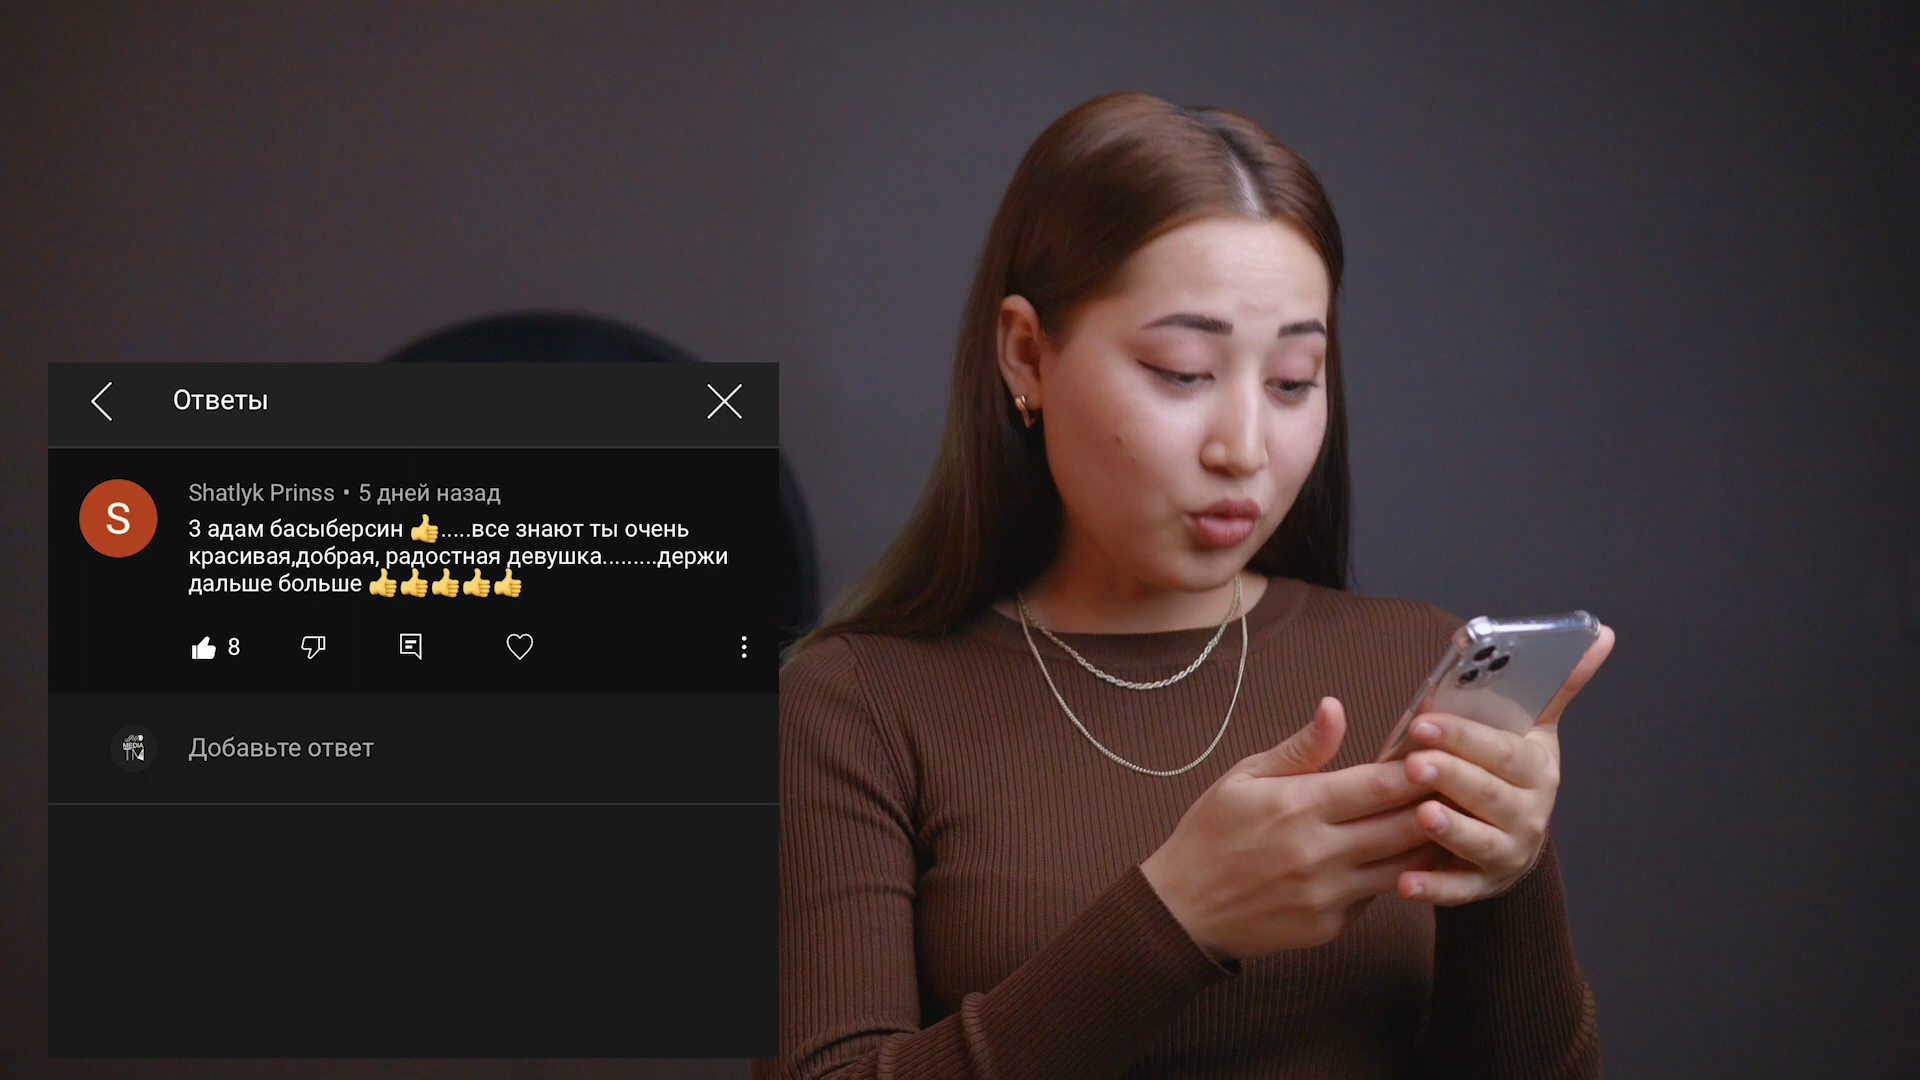 Ответы
S
Shatlyk Prinss • 5 дней назад
3 адам басыберсин 👍.....все знают ты очень
красивая,добрая, радостная девушка.........держи
дальше больше 👍👍👍👍👍
8
MEDIA
Добавьте ответ